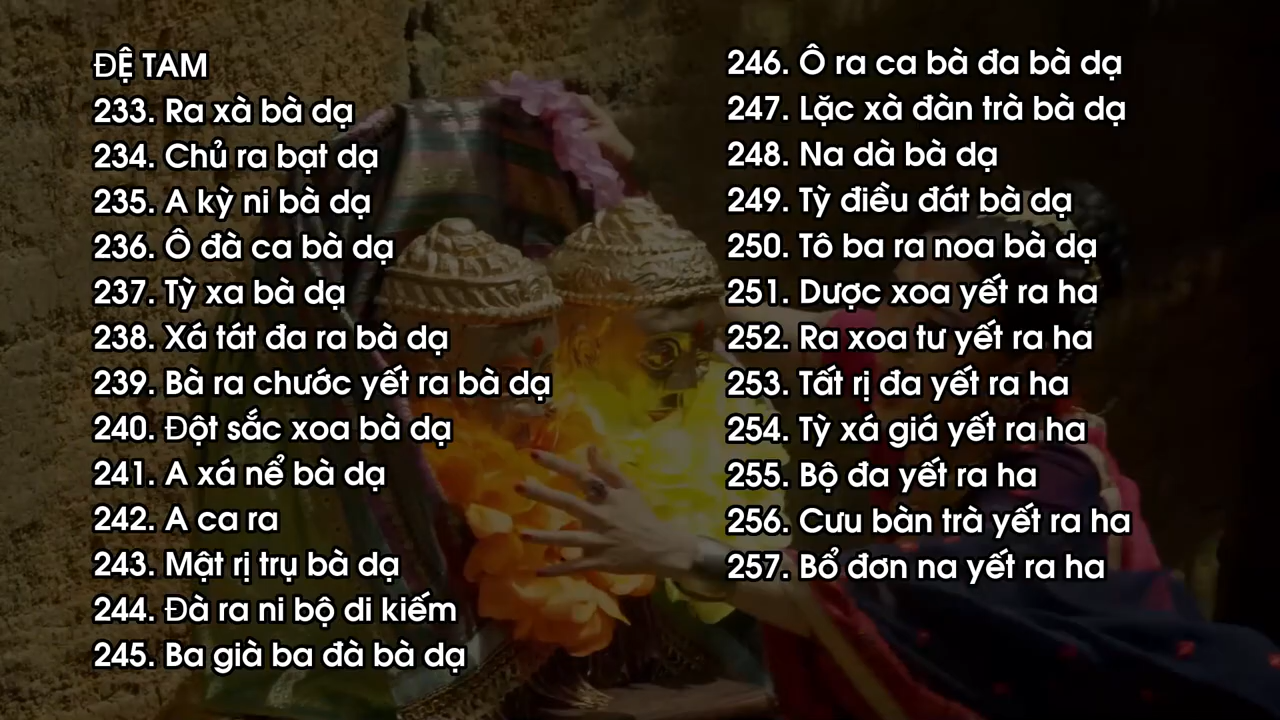 ĐỆ TAM
233. Ra xà bà dạ
234. Chủ ra bạt dạ
235. A kỳ ni bà dạ
236. Ô đà ca bà dạ
237. Tỳ xa bà dạ
238. Xá tát đa ra bà dạ
239. Bà ra chước yết ra bà dạ
240. Đột sắc xoa bà dạ
241. A xá nể bà dạ
242. A ca ra
243. Mật rị trụ bà dạ
244. Đà ra ni bộ di kiếm
245. Ba già ba đà bà dạ
246. Ô ra ca bà đa bà dạ
247. Lặc xà đàn trà bà dạ
248. Na dà bà dạ
249. Tỳ điều đát bà dạ
250. Tô ba ra noa bà dạ
251. Dược xoa yết ra ha
252. Ra xoa tư yết ra ha
253. Tất rị đa yết ra ha
254. Tỳ xá giá yết ra ha
255. Bộ đa yết ra ha
256. Cưu bàn trà yết ra ha
257. Bổ đơn na yết ra ha